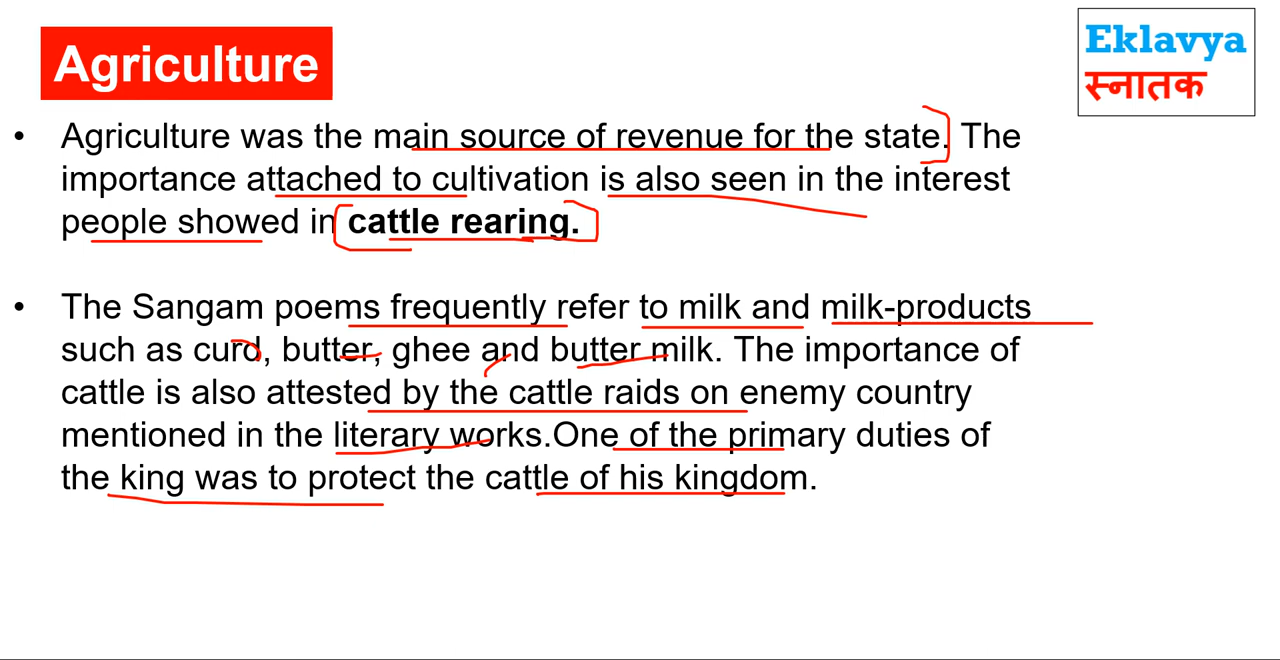 Agriculture
Eklavya
स्नातक
• Agriculture was the main source of revenue for the state. The
importance attached to cultivation is also seen in the interest
people showed in cattle rearing.
• The Sangam poems frequently refer to milk and milk-products
such as curd, butter, ghee and butter milk. The importance of
cattle is also attested by the cattle raids on enemy country
mentioned in the literary works.One of the primary duties of
the king was to protect the cattle of his kingdom.